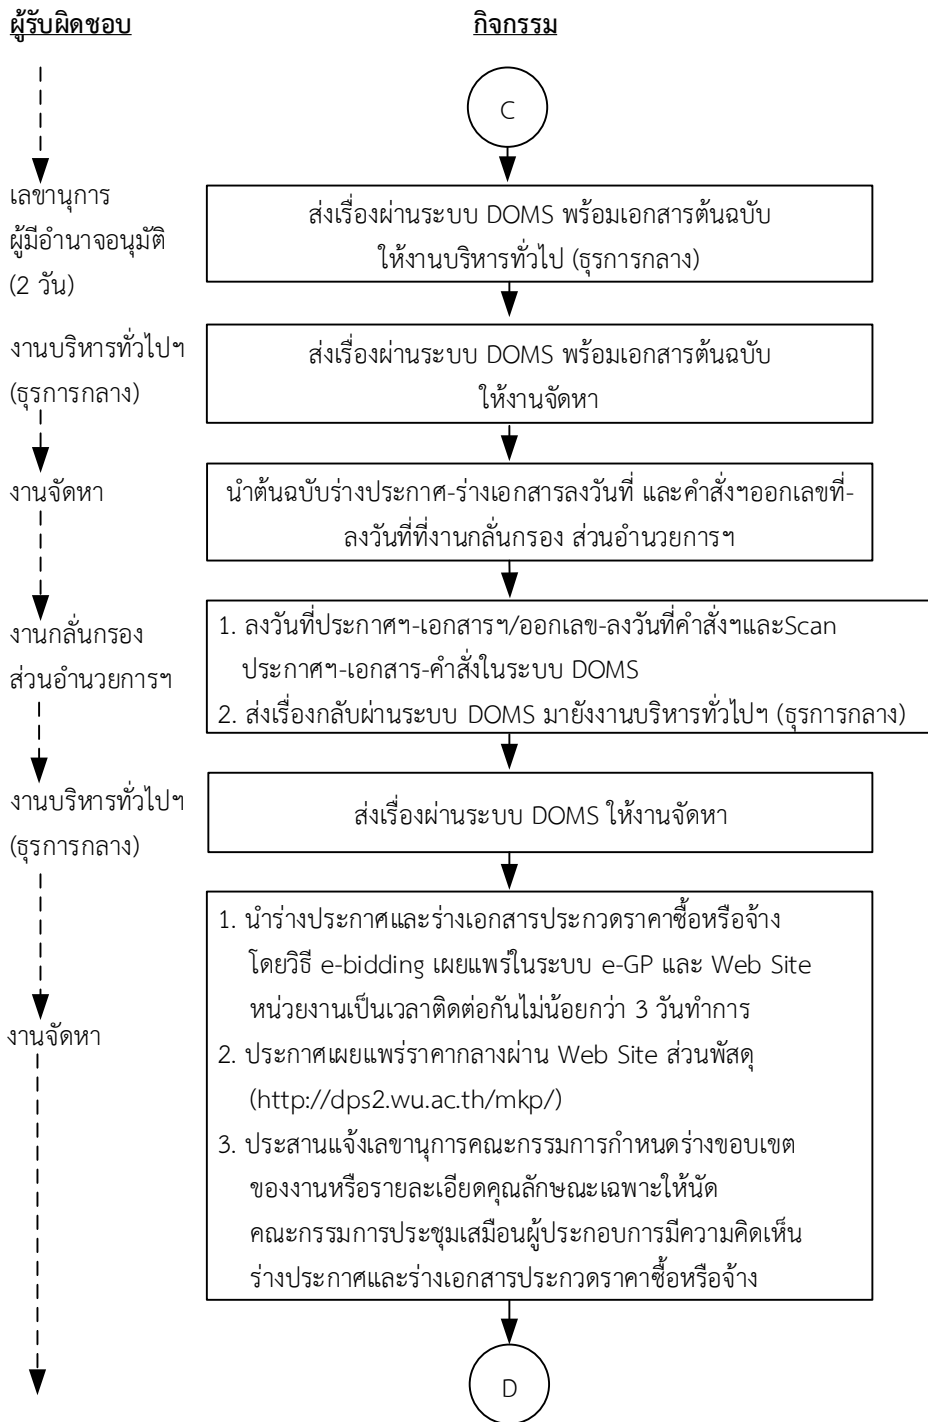 ผู้รับผิดชอบ
กิจกรรม
C
เลขานุการ
ผู้มีอำนาจอนุมัติ
(2 วัน)
ส่งเรื่องผ่านระบบ DOMS พร้อมเอกสารต้นฉบับ
ให้งานบริหารทั่วไป (ธุรการกลาง)
งานบริหารทั่วไปฯ
(ธุรการกลาง)
ส่งเรื่องผ่านระบบ DOMS พร้อมเอกสารต้นฉบับ
ให้งานจัดหา
งานจัดหา
นำต้นฉบับร่างประกาศ-ร่างเอกสารลงวันที่ และคำสั่งฯออกเลขที่-
ลงวันที่ที่งานกลั่นกรอง ส่วนอำนวยการฯ
งานกลั่นกรอง
ส่วนอำนวยการฯ
1. ลงวันที่ประกาศฯ-เอกสารฯ/ออกเลข-ลงวันที่คำสั่งฯและScan
ประกาศฯ-เอกสาร-คำสั่งในระบบ DOMS
2. ส่งเรื่องกลับผ่านระบบ DOMS มายังงานบริหารทั่วไปฯ (ธุรการกลาง)
งานบริหารทั่วไปฯ
(ธุรการกลาง)
ส่งเรื่องผ่านระบบ DOMS ให้งานจัดหา
งานจัดหา
1. นำร่างประกาศและร่างเอกสารประกวดราคาซื้อหรือจ้าง
โดยวิธี e-bidding เผยแพร่ในระบบ e-GP และ Web Site
หน่วยงานเป็นเวลาติดต่อกันไม่น้อยกว่า 3 วันทำการ
2. ประกาศเผยแพร่ราคากลางผ่าน Web Site ส่วนพัสดุ
(http://dps2.wu.ac.th/mkp/)
3. ประสานแจ้งเลขานุการคณะกรรมการกำหนดร่างขอบเขต
ของงานหรือรายละเอียดคุณลักษณะเฉพาะให้นัด
คณะกรรมการประชุมเสมือนผู้ประกอบการมีความคิดเห็น
ร่างประกาศและร่างเอกสารประกวดราคาซื้อหรือจ้าง
D